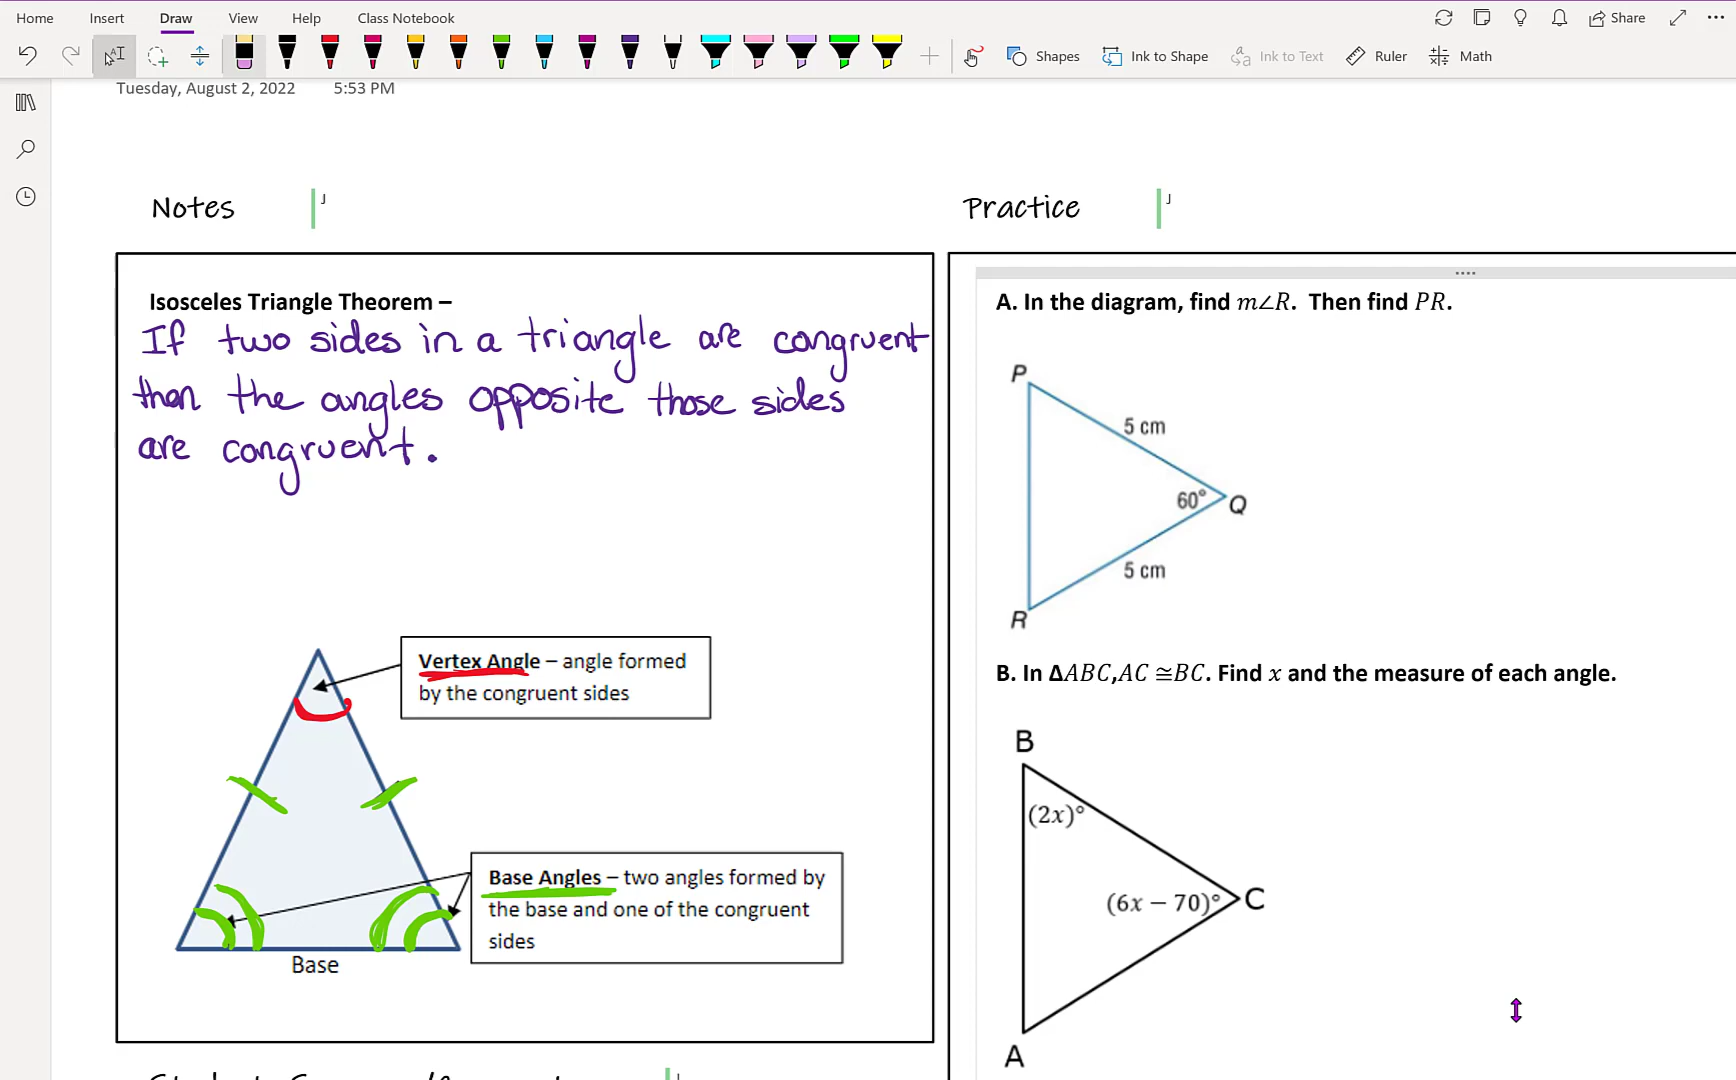 Home Insert Draw View Help Class Notebook Share
Shapes Ink to Shape Ink to Text Ruler Math
Tuesday, August 2, 2022 5:53 PM
Notes
Isosceles Triangle Theorem –
If two sides in a triangle are congruent
then the angles opposite those sides
are congruent.
Vertex Angle – angle formed
by the congruent sides
Base Angles – two angles formed by
the base and one of the congruent
sides
Base
Practice
A. In the diagram, find m∠R. Then find PR.
P
5 cm
60°
Q
5 cm
R
B. In ΔABC, AC ≅ BC. Find x and the measure of each angle.
B
(2x)°
(6x − 70)°
C
A